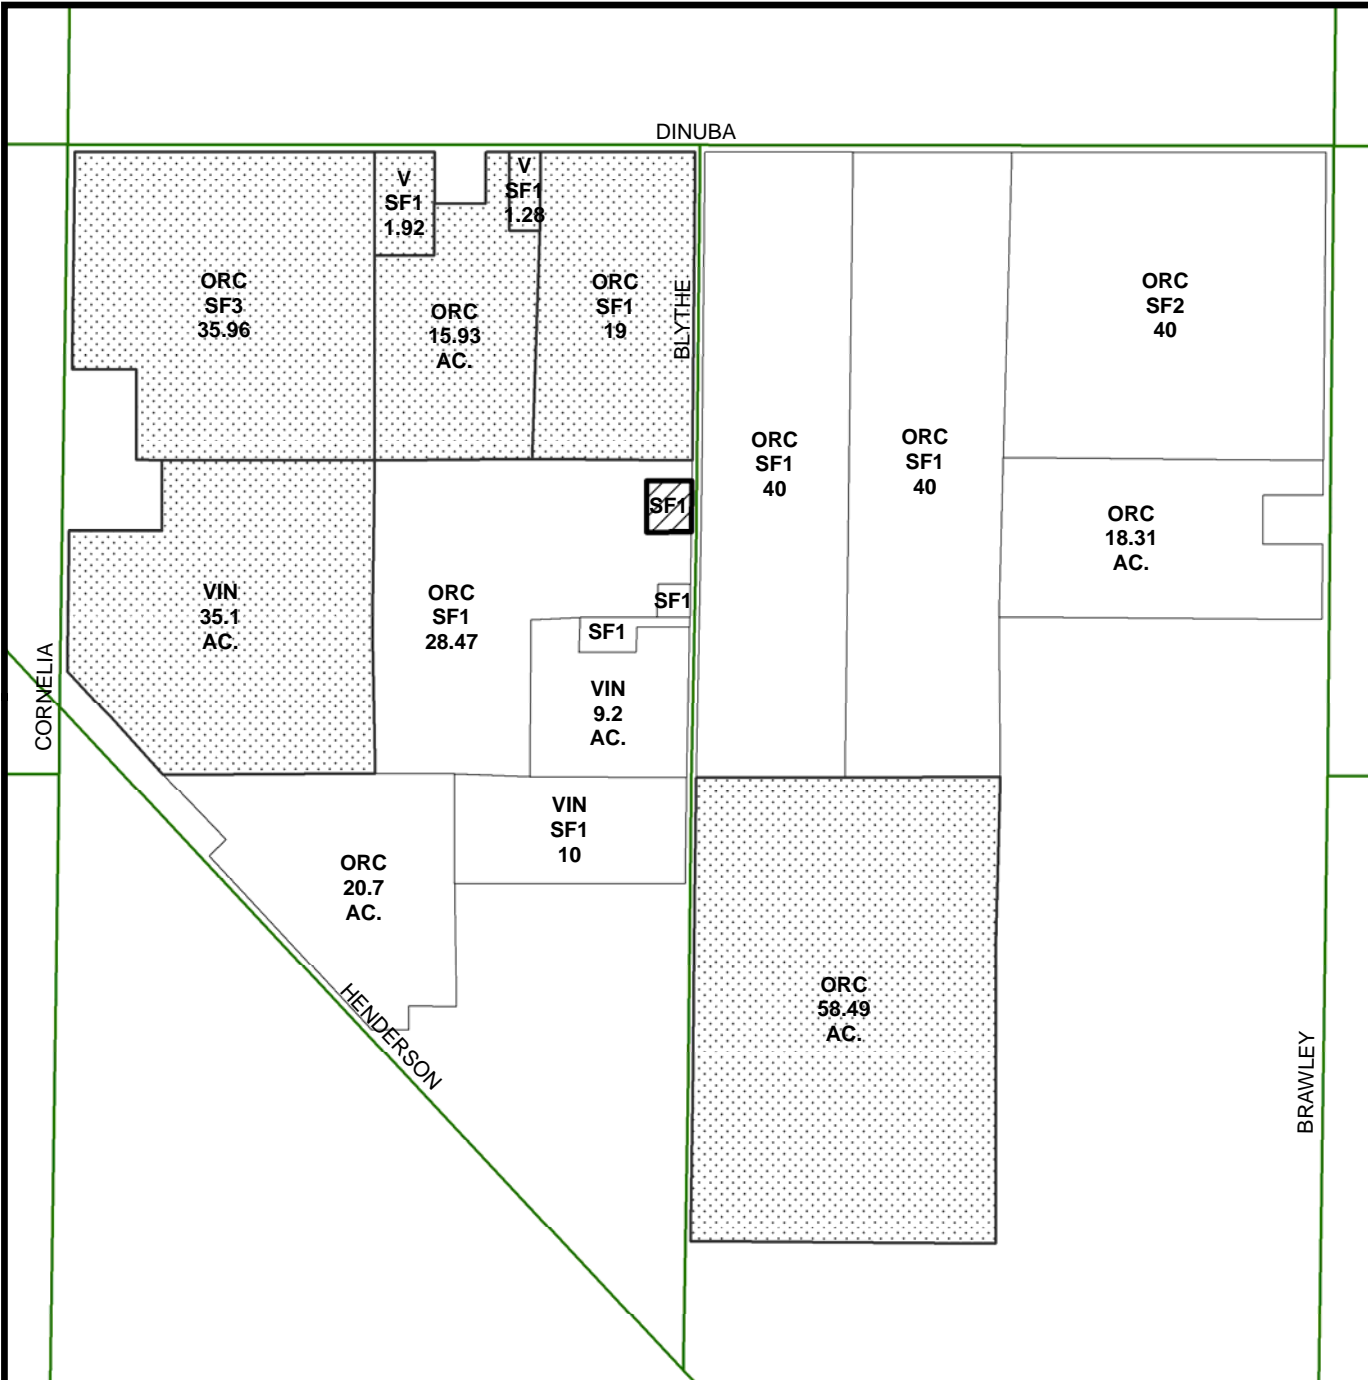 DINUBA
V
SF1
1.92
V
SF1
1.28
ORC
SF3
35.96
ORC
15.93
AC.
ORC
SF1
19
BLYTHE
ORC
SF2
40
ORC
SF1
40
ORC
SF1
40
SF1
ORC
18.31
AC.
VIN
35.1
AC.
ORC
SF1
28.47
SF1
SF1
CORNELIA
VIN
9.2
AC.
VIN
SF1
10
ORC
20.7
AC.
HENDERSON
ORC
58.49
AC.
BRAWLEY